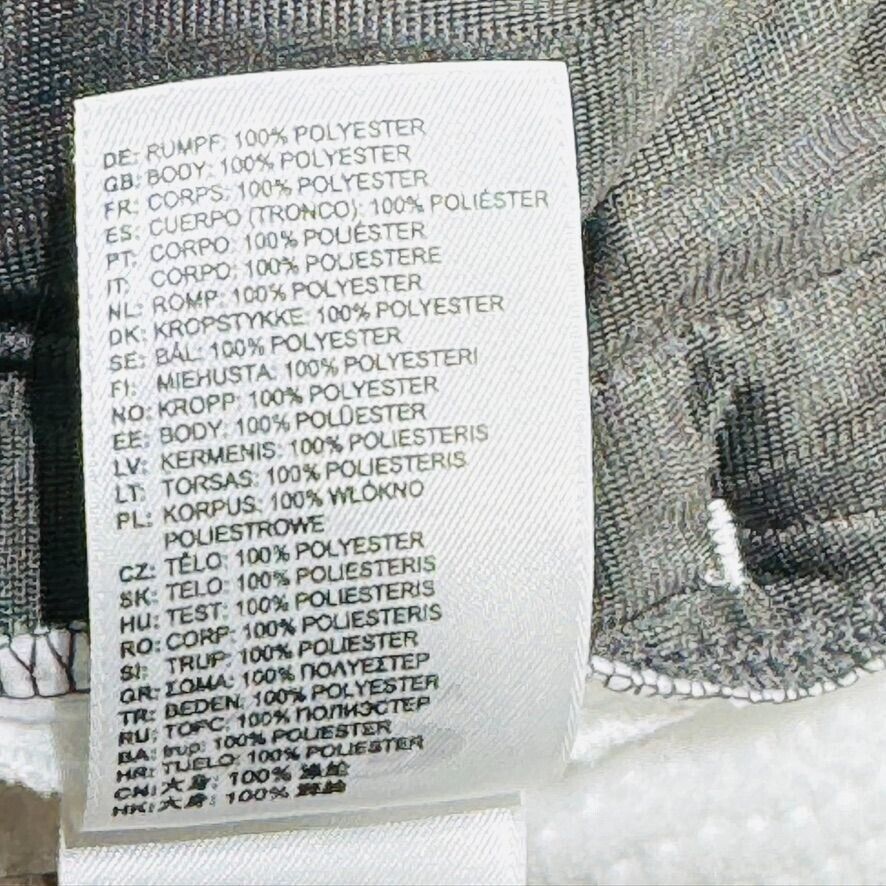 DE: RUMPF: 100% POLYESTER
GB: BODY: 100% POLYESTER
FR: CORPS: 100% POLYESTER
ES: CUERPO (TRONCO): 100% POLIÉSTER
PT: CORPO: 100% POLIÉSTER
IT: CORPO: 100% POLIESTERE
NL: ROMP: 100% POLYESTER
DK: KROPSTYKKE: 100% POLYESTER
SE: BÅL: 100% POLYESTER
FI: MIEHUSTA: 100% POLYESTERI
NO: KROPP: 100% POLYESTER
EE: BODY: 100% POLÜESTER
LV: KERMENIS: 100% POLIESTERIS
LT: TORSAS: 100% POLIESTERIS
PL: KORPUS: 100% WŁÓKNO
POLIESTROWE
CZ: TĚLO: 100% POLYESTER
SK: TELO: 100% POLIESTERIS
HU: TEST: 100% POLIESTERIS
RO: CORP: 100% POLIESTERIS
SI: TRUP: 100% POLIESTER
GR: ΣΩΜΑ: 100% ΠΟΛΥΕΣΤΕΡ
TR: BEDEN: 100% POLYESTER
RU: ТОРС: 100% ПОЛИЭСТЕР
BA: trup: 100% POLIESTER
HR: TIJELO: 100% POLIESTER
CN: 大身: 100%
HK: 大身: 100%